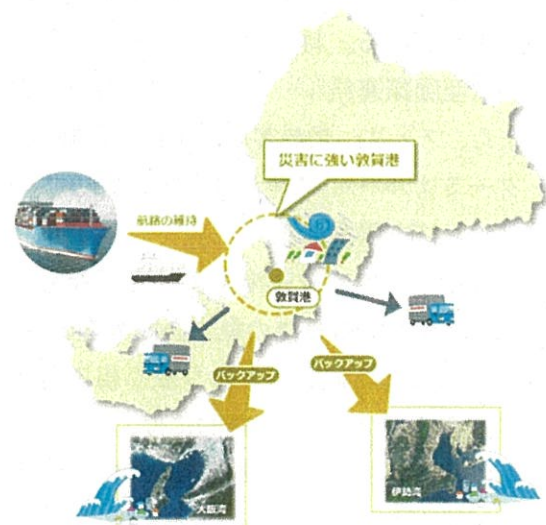 災害に強い敦賀港
航路の維持
敦賀港
バックアップ
バックアップ
大阪湾
伊勢湾